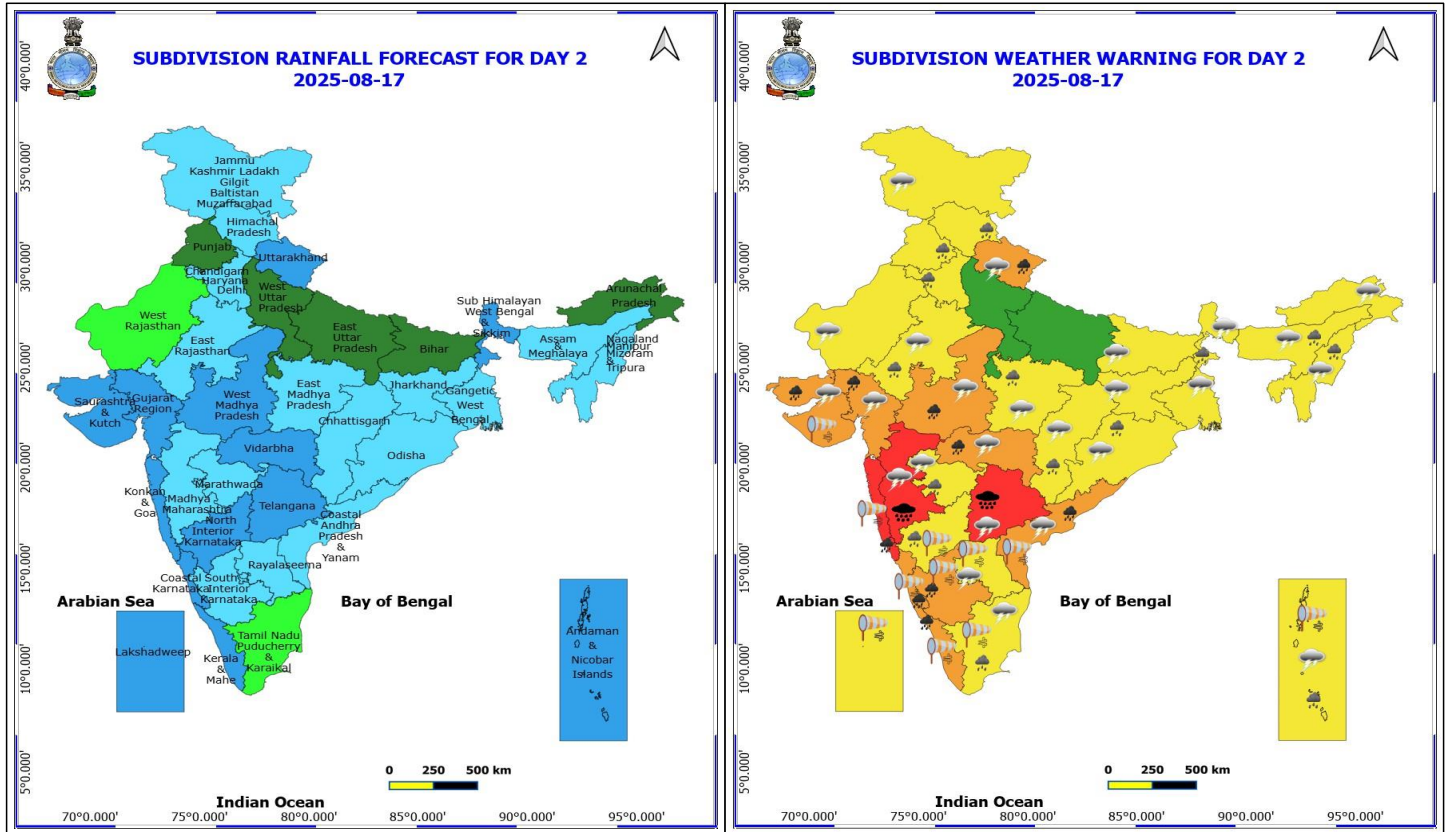 SUBDIVISION RAINFALL FORECAST FOR DAY 2
2025-08-17
40°0.000'
35°0.000'
30°0.000'
25°0.000'
20°0.000'
15°0.000'
10°0.000'
5°0.000'
Jammu
Kashmir Ladakh
Gilgit
Baltistan
Muzaffarabad
Himachal
Pradesh
Punjab
Uttarakhand
Chandigarh
Haryana
Delhi
West
Uttar
Pradesh
West
Rajasthan
East
Rajasthan
East
Uttar
Pradesh
Bihar
Sub Himalayan
West Bengal
&
Sikkim
Arunachal
Pradesh
Assam
&
Meghalaya
Nagaland
Manipur
Mizoram
&
Tripura
Saurashtra
&
Kutch
Gujarat
Region
West
Madhya
Pradesh
East
Madhya
Pradesh
Jharkhand
Gangetic
West
Bengal
Chhattisgarh
Odisha
Vidarbha
Konkan
&
Goa
Madhya
Maharashtra
Marathwada
Telangana
North
Interior
Karnataka
Coastal
Andhra
Pradesh
&
Yanam
Rayalaseema
Coastal
Karnataka
South
Interior
Karnataka
Arabian Sea
Bay of Bengal
Lakshadweep
Kerala
&
Mahe
Tamil Nadu
Puducherry
&
Karaikal
Andaman
&
Nicobar
Islands
0 250 500 km
Indian Ocean
70°0.000' 75°0.000' 80°0.000' 85°0.000' 90°0.000' 95°0.000'
SUBDIVISION WEATHER WARNING FOR DAY 2
2025-08-17
40°0.000'
35°0.000'
30°0.000'
25°0.000'
20°0.000'
15°0.000'
10°0.000'
5°0.000'
Arabian Sea
Bay of Bengal
0 250 500 km
Indian Ocean
70°0.000' 75°0.000' 80°0.000' 85°0.000' 90°0.000' 95°0.000'